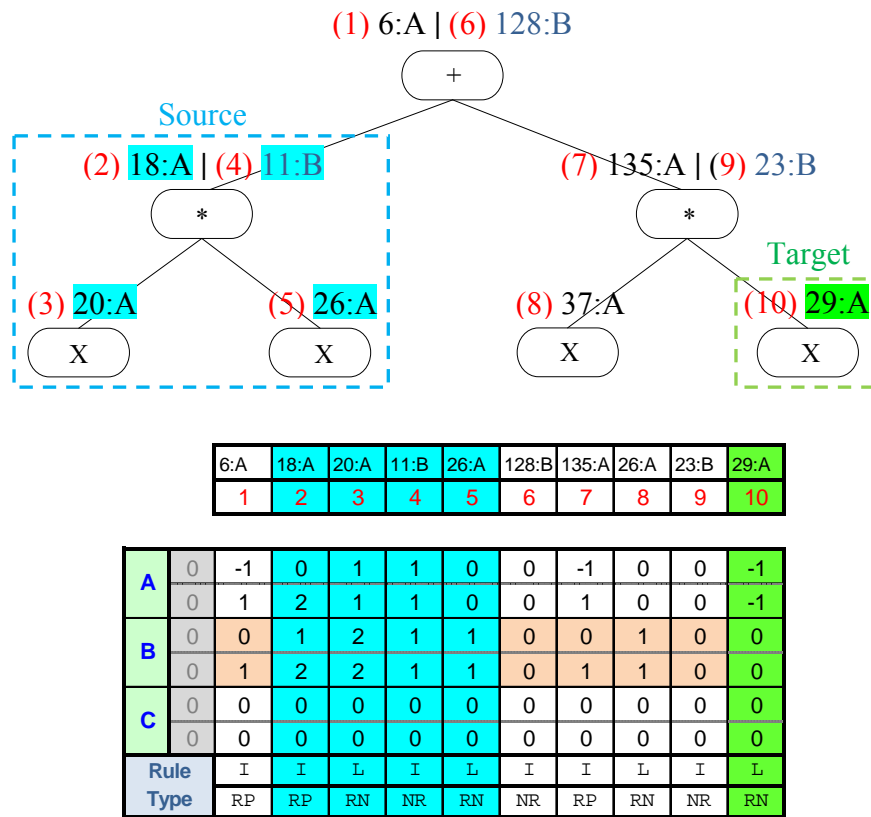 (1) 6:A | (6) 128:B
+
Source
(2) 18:A | (4) 11:B
(7) 135:A | (9) 23:B
*
*
Target
(3) 20:A
(5) 26:A
(8) 37:A
(10) 29:A
X
X
X
X
6:A 18:A 20:A 11:B 26:A 128:B 135:A 26:A 23:B 29:A
1 2 3 4 5 6 7 8 9 10
A 0 -1 0 1 1 0 0 -1 0 0 -1
0 1 2 1 1 0 0 1 0 0 -1
B 0 0 1 2 1 1 0 0 1 0 0
0 1 2 2 1 1 0 1 1 0 0
C 0 0 0 0 0 0 0 0 0 0 0
0 0 0 0 0 0 0 0 0 0 0
Rule I I L I L I I L I L
Type RP RP RN NR RN NR RP RN NR RN